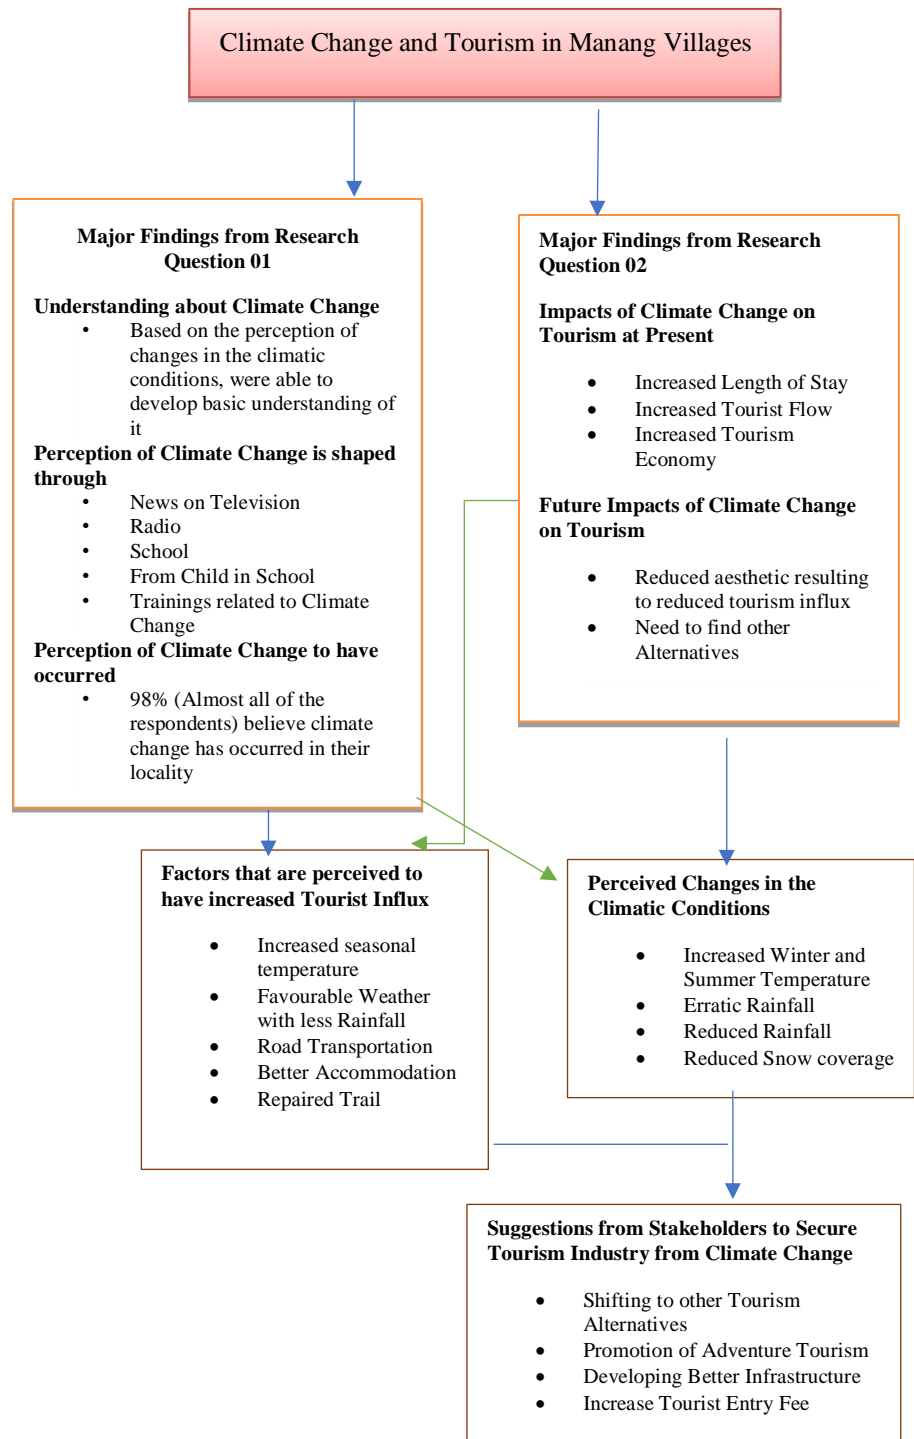 Climate Change and Tourism in Manang Villages
Major Findings from Research
Question 01
Understanding about Climate Change
• Based on the perception of
changes in the climatic
conditions, were able to
develop basic understanding of
it
Perception of Climate Change is shaped
through
• News on Television
• Radio
• School
• From Child in School
• Trainings related to Climate
Change
Perception of Climate Change to have
occurred
• 98% (Almost all of the
respondents) believe climate
change has occurred in their
locality
Major Findings from Research
Question 02
Impacts of Climate Change on
Tourism at Present
• Increased Length of Stay
• Increased Tourist Flow
• Increased Tourism
Economy
Future Impacts of Climate Change
on Tourism
• Reduced aesthetic resulting
to reduced tourism influx
• Need to find other
Alternatives
Factors that are perceived to
have increased Tourist Influx
• Increased seasonal
temperature
• Favourable Weather
with less Rainfall
• Road Transportation
• Better Accommodation
• Repaired Trail
Perceived Changes in the
Climatic Conditions
• Increased Winter and
Summer Temperature
• Erratic Rainfall
• Reduced Rainfall
• Reduced Snow coverage
Suggestions from Stakeholders to Secure
Tourism Industry from Climate Change
• Shifting to other Tourism
Alternatives
• Promotion of Adventure Tourism
• Developing Better Infrastructure
• Increase Tourist Entry Fee